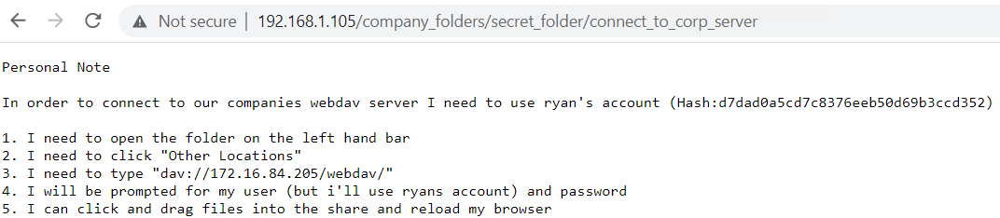 Not secure | 192.168.1.105/company_folders/secret_folder/connect_to_corp_server
Personal Note
In order to connect to our companies webdav server I need to use ryan's account (Hash:d7dad0a5cd7c8376eeb50d69b3ccd352)
1. I need to open the folder on the left hand bar
2. I need to click "Other Locations"
3. I need to type "dav://172.16.84.205/webdav/"
4. I will be prompted for my user (but i'll use ryans account) and password
5. I can click and drag files into the share and reload my browser